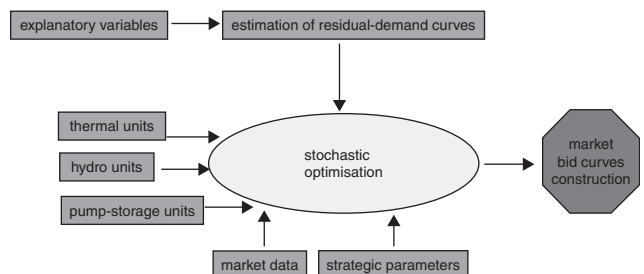 explanatory variables
estimation of residual-demand curves
thermal units
hydro units
pump-storage units
stochastic
optimisation
market
bid curves
construction
market data
strategic parameters